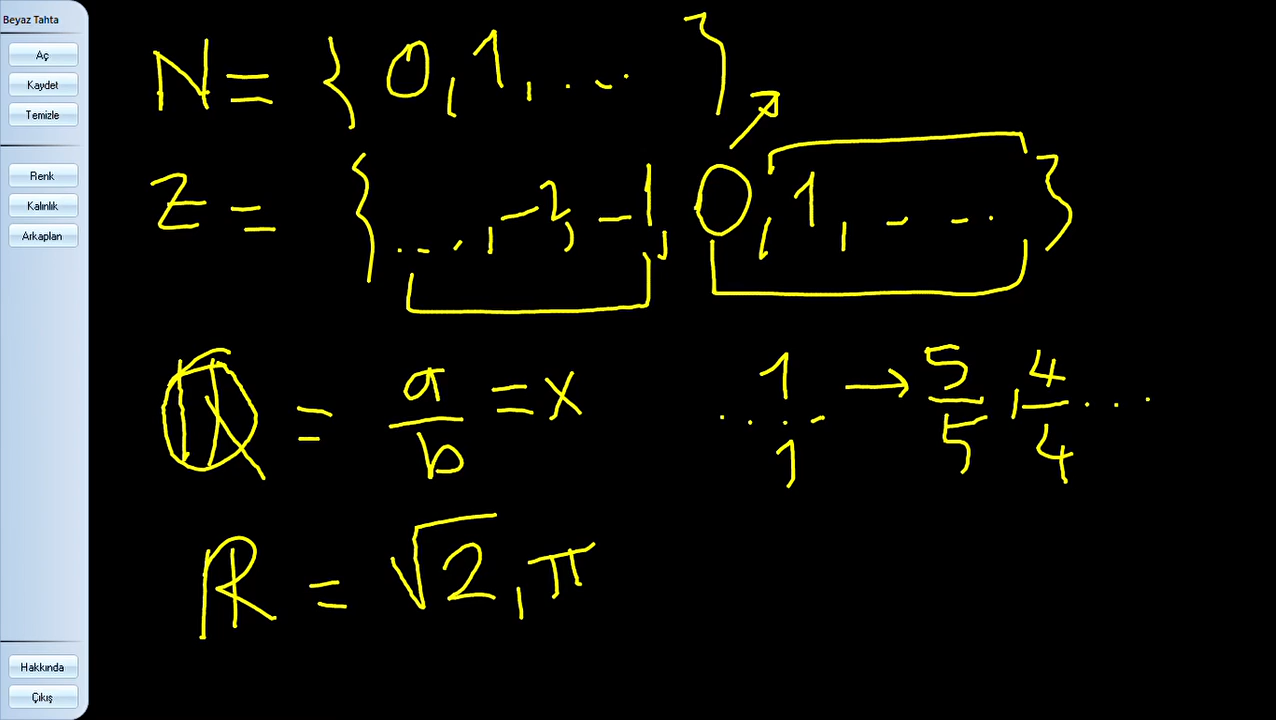 Beyaz Tahta
Aç
Kaydet
Temizle
Renk
Kalınlık
Arkaplan
Hakkında
Çıkış
N = { 0, 1, ... }
Z = { ..., -2, -1, 0, 1, ... }
ℚ = a/b = x
1/1 → 5/5, 4/4 ...
ℝ = √2, π